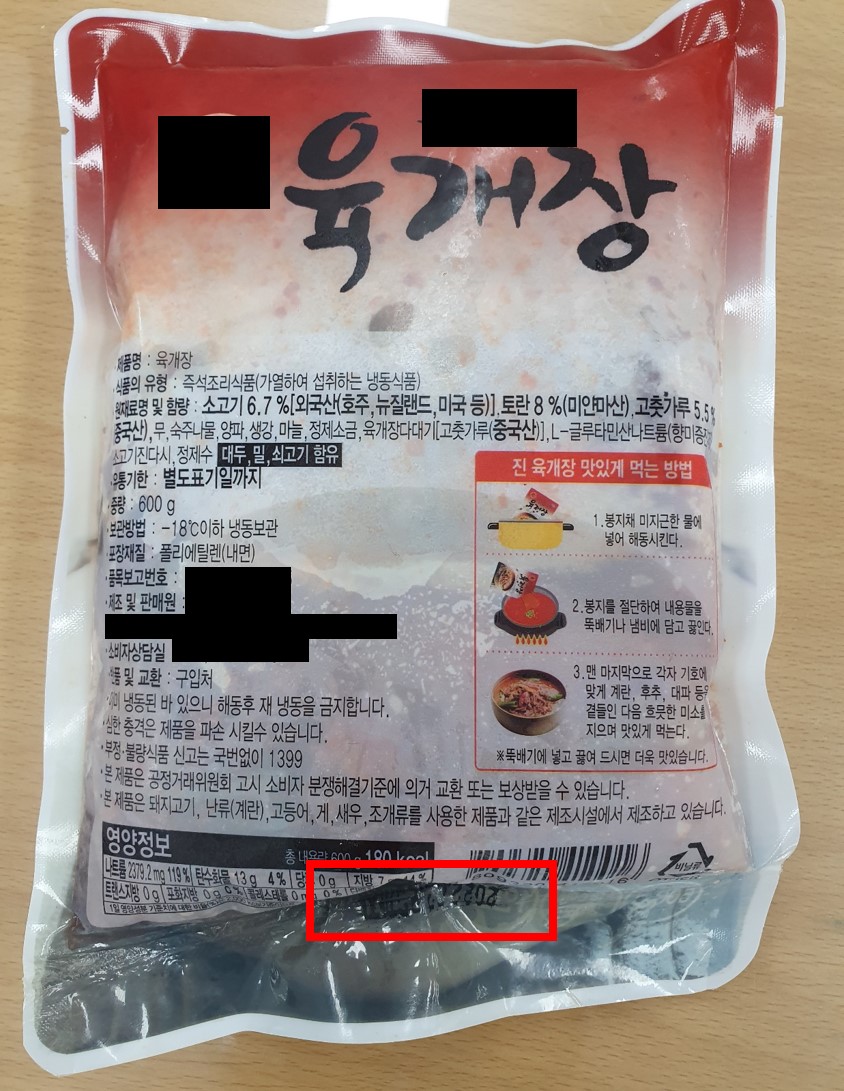 육개장
제품명 : 육개장
·식품의 유형 : 즉석조리식품(가열하여 섭취하는 냉동식품)
원재료명 및 함량 : 소고기 6.7 %[외국산(호주,뉴질랜드,미국 등)].토란 8 %(미얀마산).고춧가루 5.5
중국산),무,숙주나물,양파,생강,마늘,정제소금,육개장다대기[고춧가루(중국산)],L-글루타민산나트륨(향미증
소고기진다시, 정제수 대두,밀,쇠고기 함유
유통기한 : 별도표기일까지
중량 : 600 g
보관방법 : -18℃이하 냉동보관
포장재질 : 폴리에틸렌(내면)
·품목보고번호 :
·제조 및 판매원 :
·소비자상담실
반품 및 교환 : 구입처
이미 냉동된 바 있으니 해동후 재 냉동을 금지합니다.
심한 충격은 제품을 파손 시킬수 있습니다.
·부정·불량식품 신고는 국번없이 1399
·본 제품은 공정거래위원회 고시 소비자 분쟁해결기준에 의거 교환 또는 보상받을 수 있습니다.
·본 제품은 돼지고기, 난류(계란), 고등어, 게, 새우, 조개류를 사용한 제품과 같은 제조시설에서 제조하고 있습니다.
진 육개장 맛있게 먹는 방법
1.봉지채 미지근한 물에
넣어 해동시킨다.
2.봉지를 절단하여 내용물을
뚝배기나 냄비에 담고 끓인다.
3.맨 마지막으로 각자 기호에
맞게 계란, 후추, 대파 등을
곁들인 다음 흐뭇한 미소를
지으며 맛있게 먹는다.
※뚝배기에 넣고 끓여 드시면 더욱 맛있습니다.
영양정보
총 내용량 600 g 180 kcal
나트륨 2379.2 mg 119 % 탄수화물 13 g 4 % 당 0 g 지방 7
트랜스지방 0 g 포화지방 0 g 0 % 콜레스테롤 0 mg 0 %
비닐류